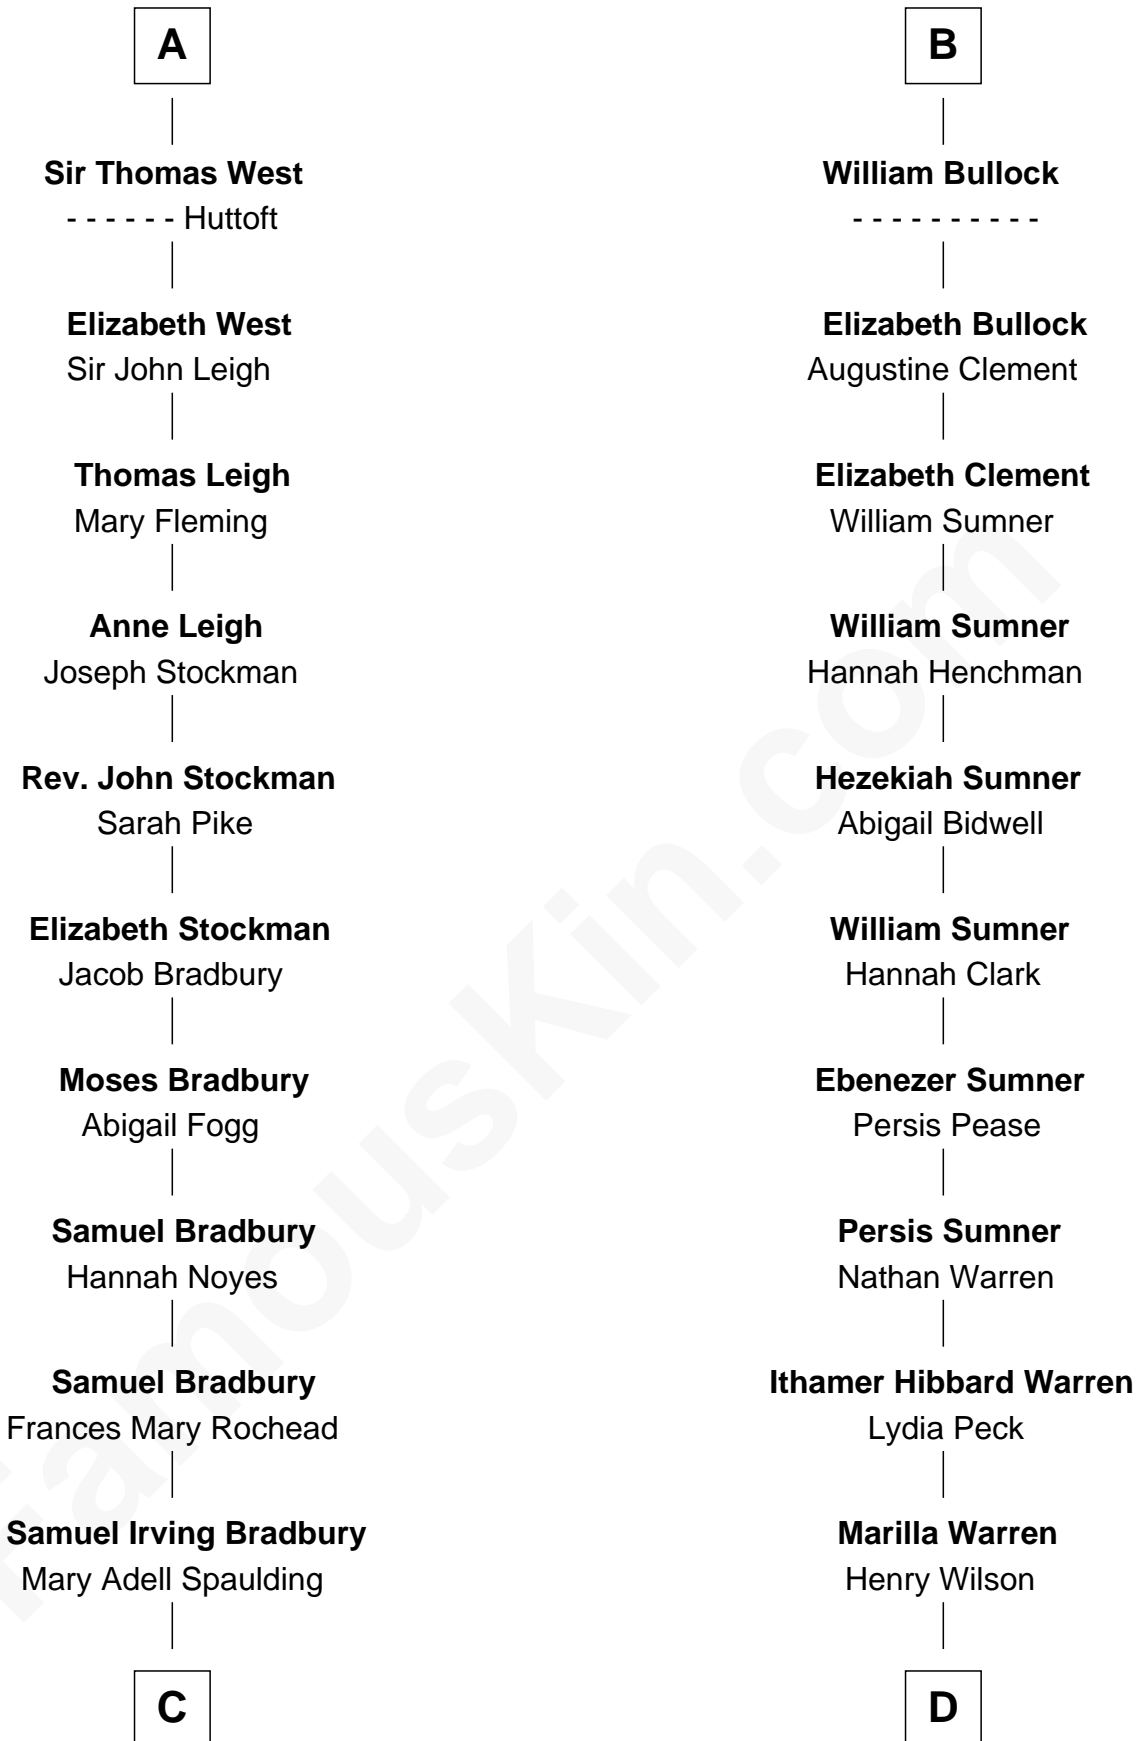 A
Sir Thomas West
- - - - - - Huttoft
Elizabeth West
Sir John Leigh
Thomas Leigh
Mary Fleming
Anne Leigh
Joseph Stockman
Rev. John Stockman
Sarah Pike
Elizabeth Stockman
Jacob Bradbury
Moses Bradbury
Abigail Fogg
Samuel Bradbury
Hannah Noyes
Samuel Bradbury
Frances Mary Rochead
Samuel Irving Bradbury
Mary Adell Spaulding
C
B
William Bullock
- - - - - - - - - -
Elizabeth Bullock
Augustine Clement
Elizabeth Clement
William Sumner
William Sumner
Hannah Henchman
Hezekiah Sumner
Abigail Bidwell
William Sumner
Hannah Clark
Ebenezer Sumner
Persis Pease
Persis Sumner
Nathan Warren
Ithamer Hibbard Warren
Lydia Peck
Marilla Warren
Henry Wilson
D
FamousKin.com